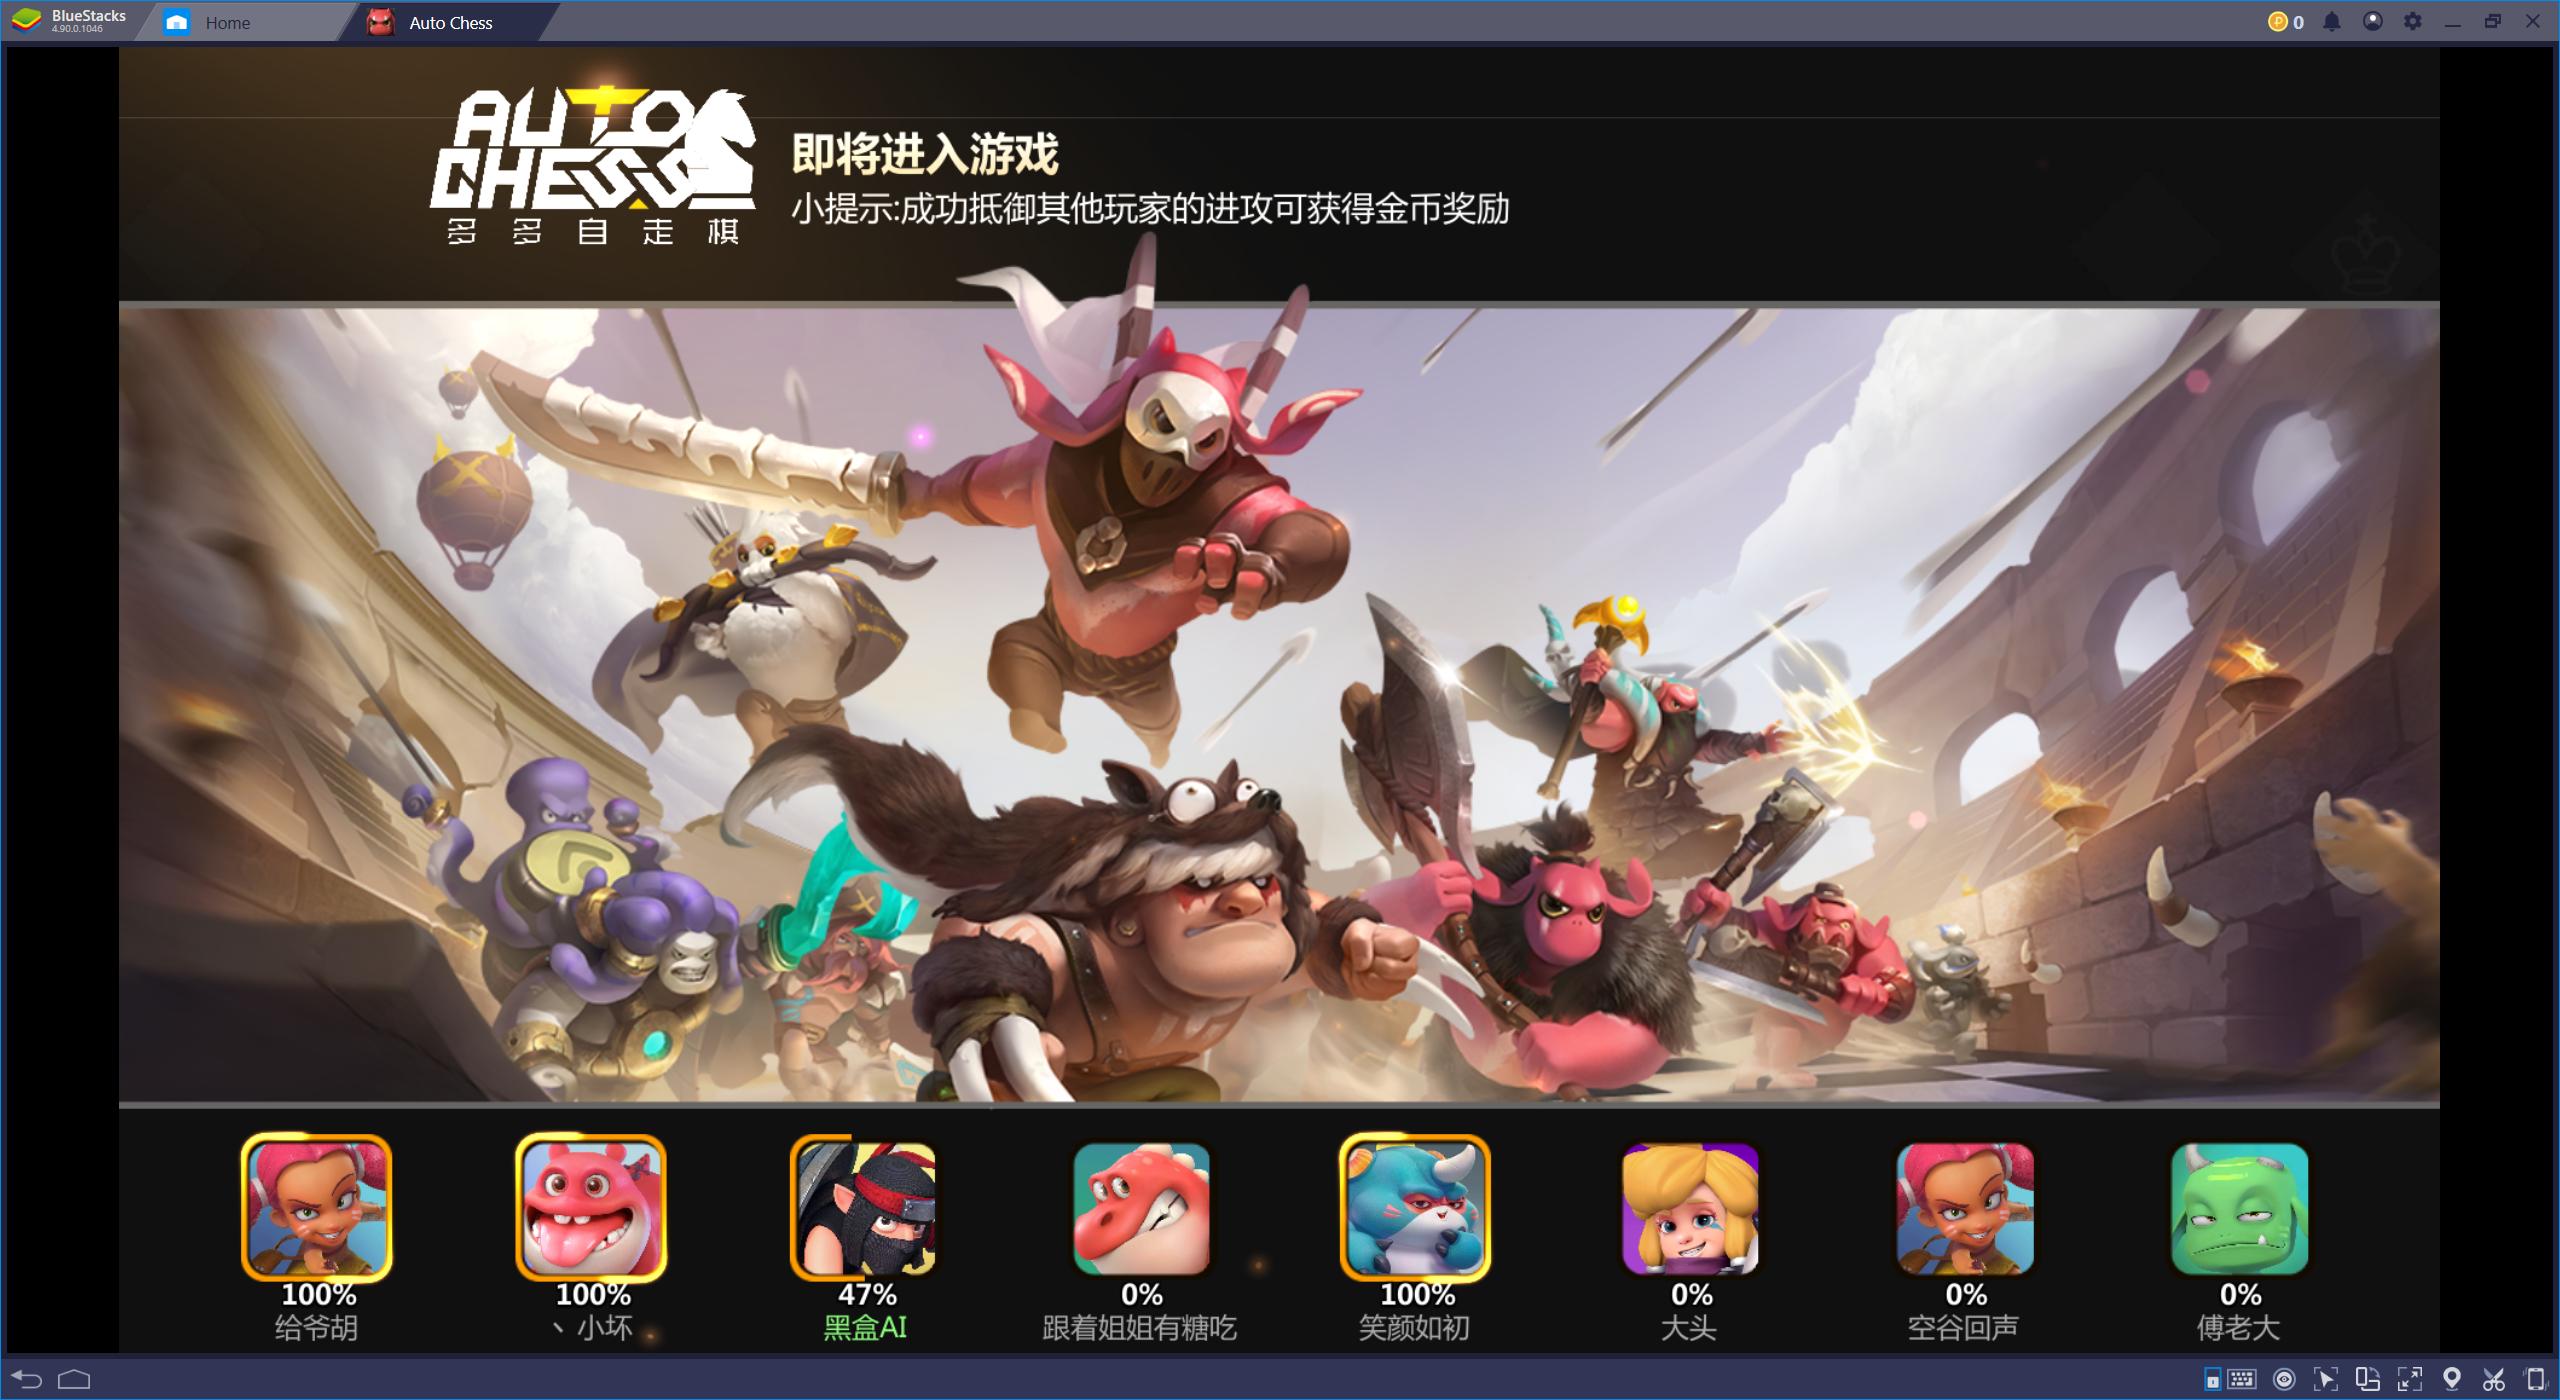 BlueStacks
4.90.0.1046
Home
Auto Chess
0
AUTO
CHESS
多多自走棋
即将进入游戏
小提示:成功抵御其他玩家的进攻可获得金币奖励
100%
100%
47%
0%
100%
0%
0%
0%
给爷胡
丶小坏
黑盒AI
跟着姐姐有糖吃
笑颜如初
大头
空谷回声
傅老大